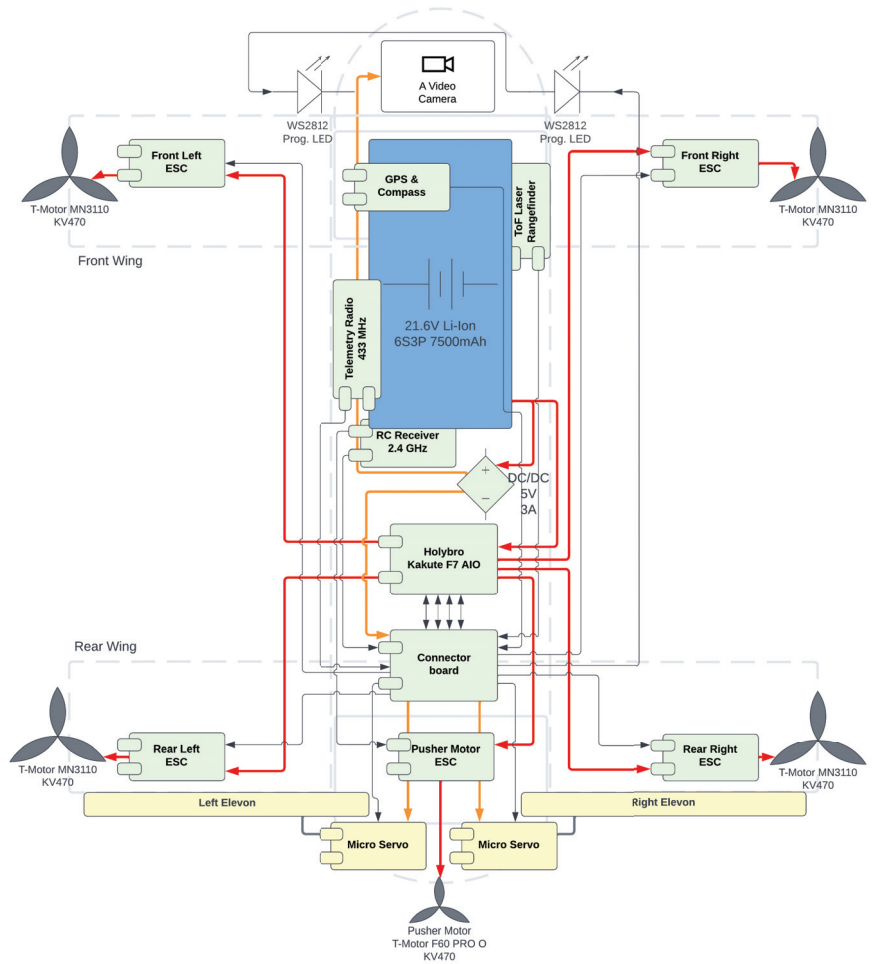 A Video
Camera
WS2812
Prog. LED
WS2812
Prog. LED
Front Left
ESC
GPS &
Compass
ToF Laser
Rangefinder
Front Right
ESC
T-Motor MN3110
KV470
T-Motor MN3110
KV470
Front Wing
Telemetry Radio
433 MHz
21.6V Li-Ion
6S3P 7500mAh
RC Receiver
2.4 GHz
DC/DC
5V
3A
Holybro
Kakute F7 AIO
Rear Wing
Connector
board
Rear Left
ESC
Pusher Motor
ESC
Rear Right
ESC
T-Motor MN3110
KV470
T-Motor MN3110
KV470
Left Elevon
Right Elevon
Micro Servo
Micro Servo
Pusher Motor
T-Motor F60 PRO O
KV470